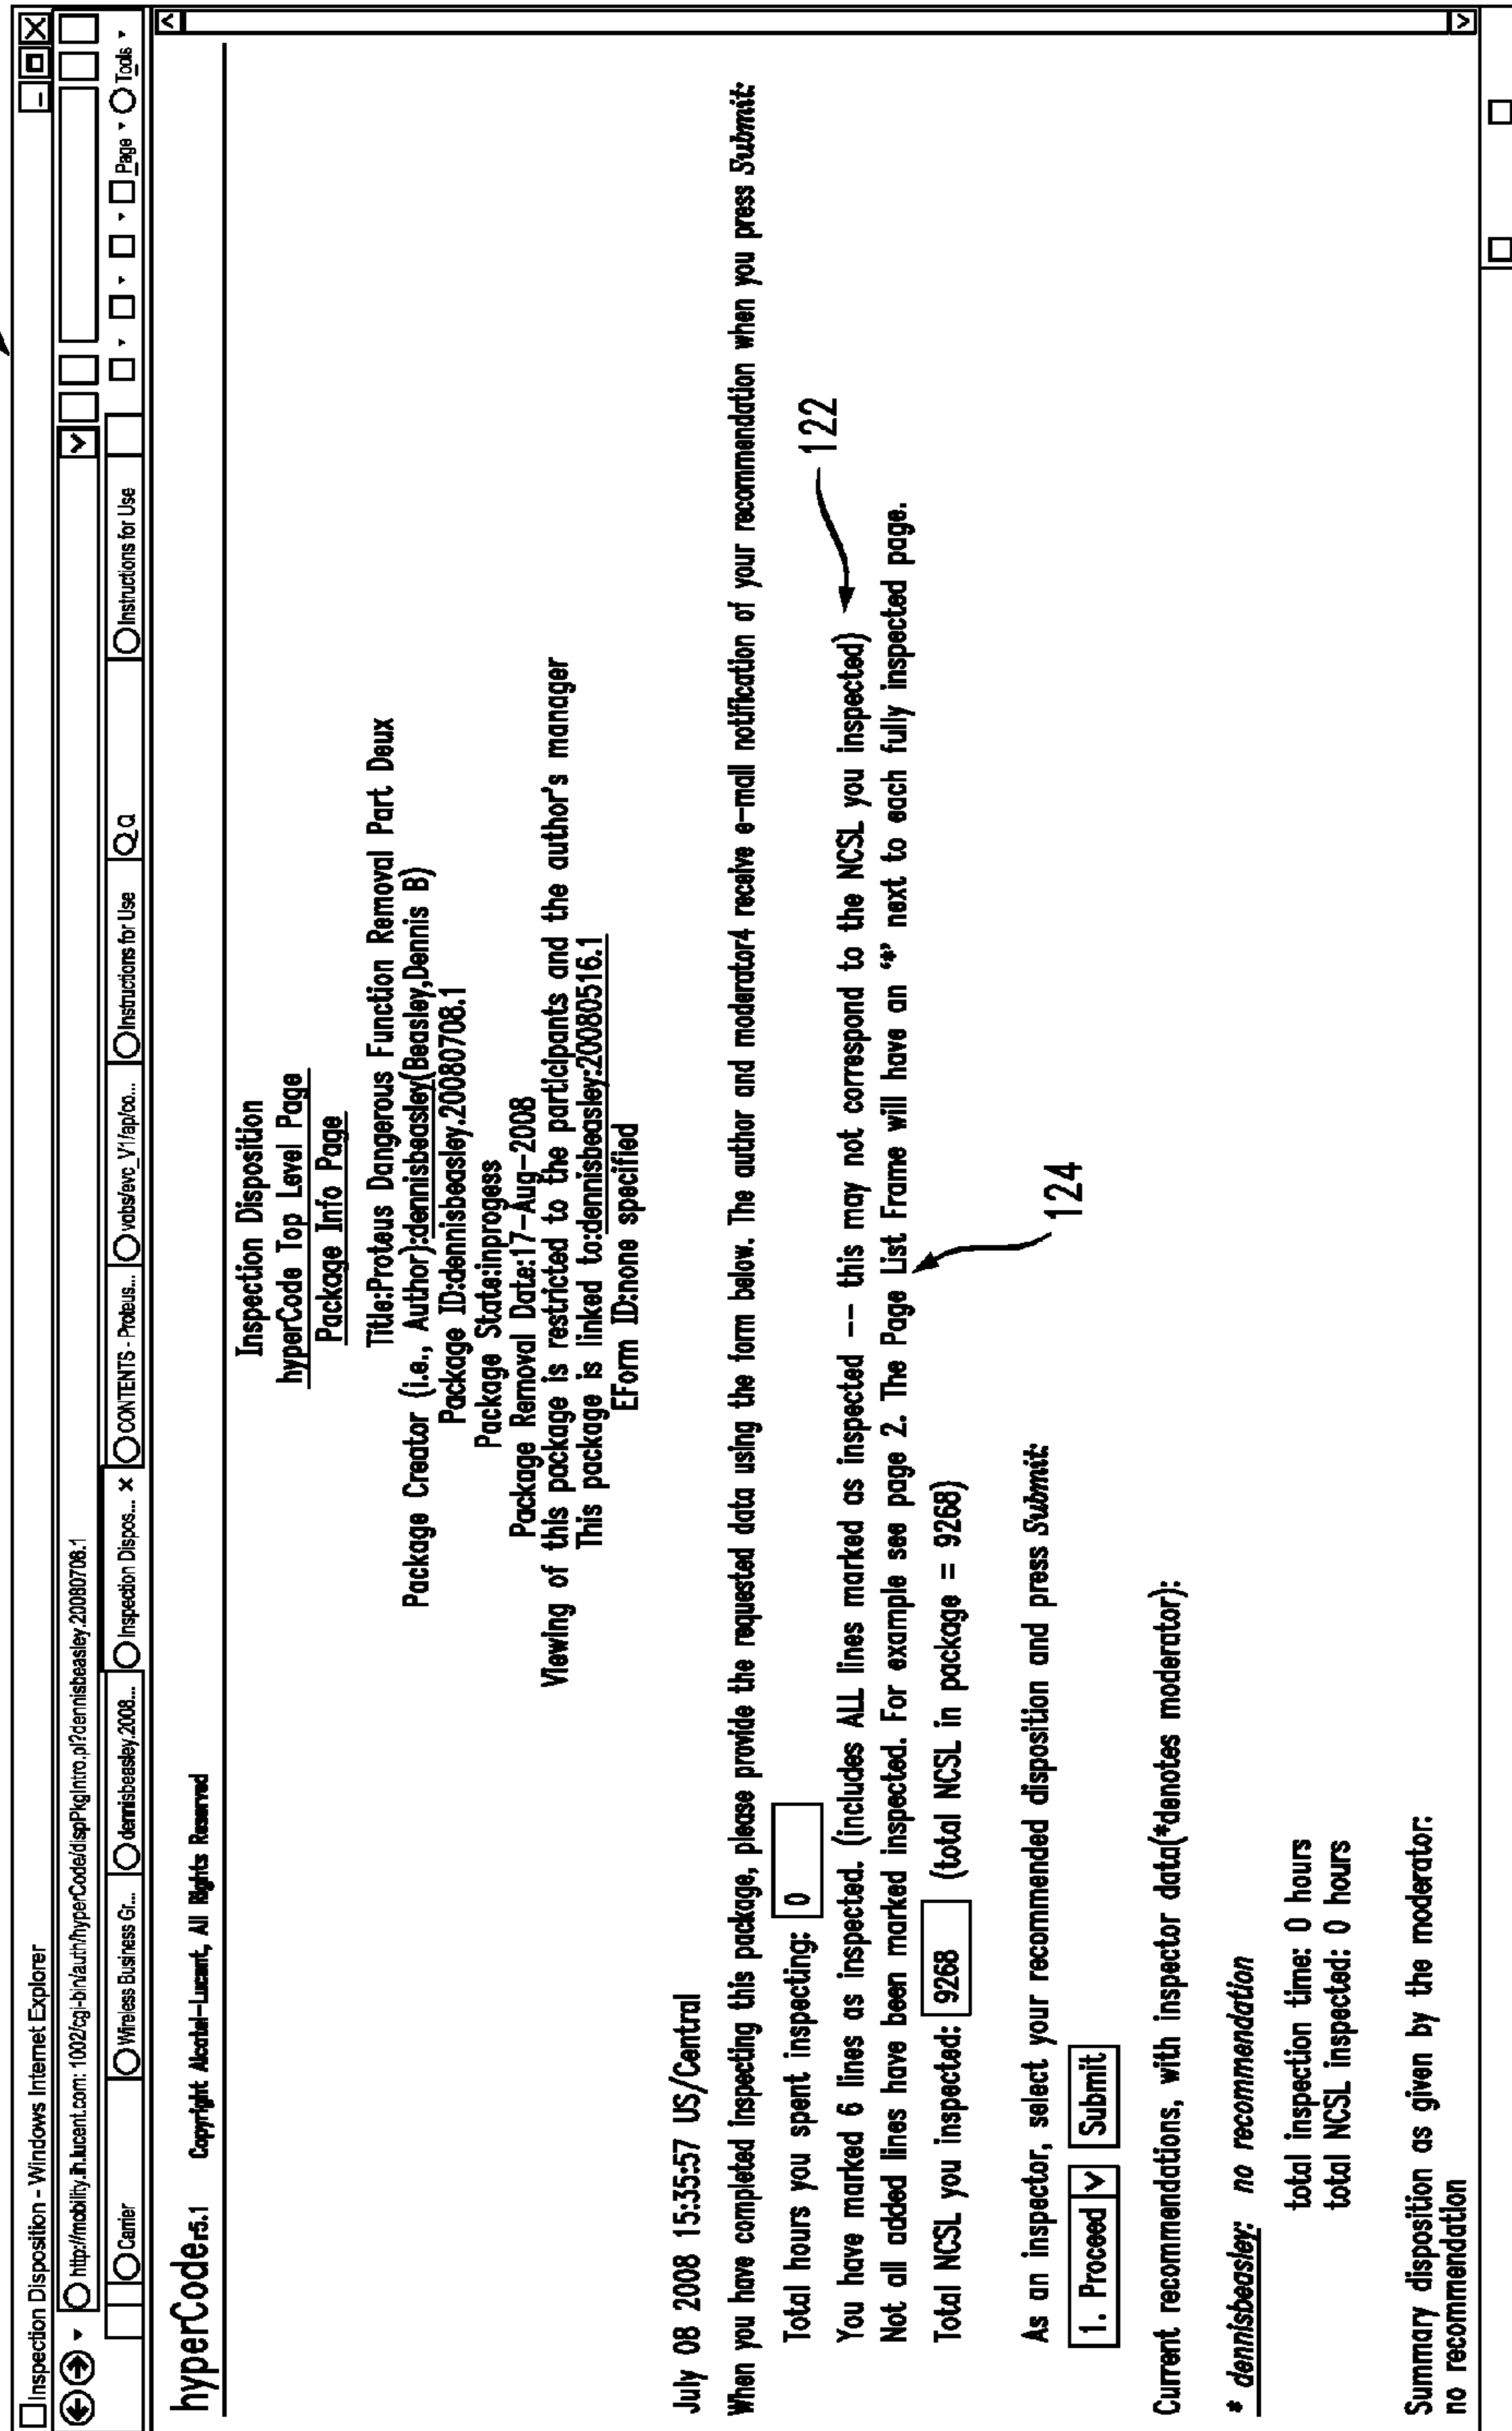 Inspection Disposition - Windows Internet Explorer
http://mobility.ih.lucent.com: 1002/cgi-bin/auth/hyperCode/dispPkgIntro.pl?dennisbeasley.20080708.1
Carrier Wireless Business Gr... dennisbeasley.2008... Inspection Dispos... × CONTENTS - Proteus... vobs/evc_V1/ap/co... Instructions for Use Q.a Instructions for Use Page Tools
hyperCoder5.1 Copyright Alcatel-Lucent, All Rights Reserved
Inspection Disposition
hyperCode Top Level Page
Package Info Page
Title:Proteus Dangerous Function Removal Part Deux
Package Creator (i.e., Author):dennisbeasley(Beasley,Dennis B)
Package ID:dennisbeasley.20080708.1
Package State:inprogess
Package Removal Date:17-Aug-2008
Viewing of this package is restricted to the participants and the author's manager
This package is linked to:dennisbeasley:20080516.1
EForm ID:none specified
July 08 2008 15:35:57 US/Central
When you have completed inspecting this package, please provide the requested data using the form below. The author and moderator4 receive e-mail notification of your recommendation when you press Submit:
Total hours you spent inspecting: 0
122
You have marked 6 lines as inspected. (includes ALL lines marked as inspected -- this may not correspond to the NCSL you inspected)
Not all added lines have been marked inspected. For example see page 2. The Page List Frame will have an ‘*’ next to each fully inspected page.
Total NCSL you inspected: 9268 (total NCSL in package = 9268)
124
As an inspector, select your recommended disposition and press Submit:
1. Proceed Submit
Current recommendations, with inspector data(*denotes moderator):
* dennisbeasley: no recommendation
total inspection time: 0 hours
total NCSL inspected: 0 hours
Summary disposition as given by the moderator:
no recommendation